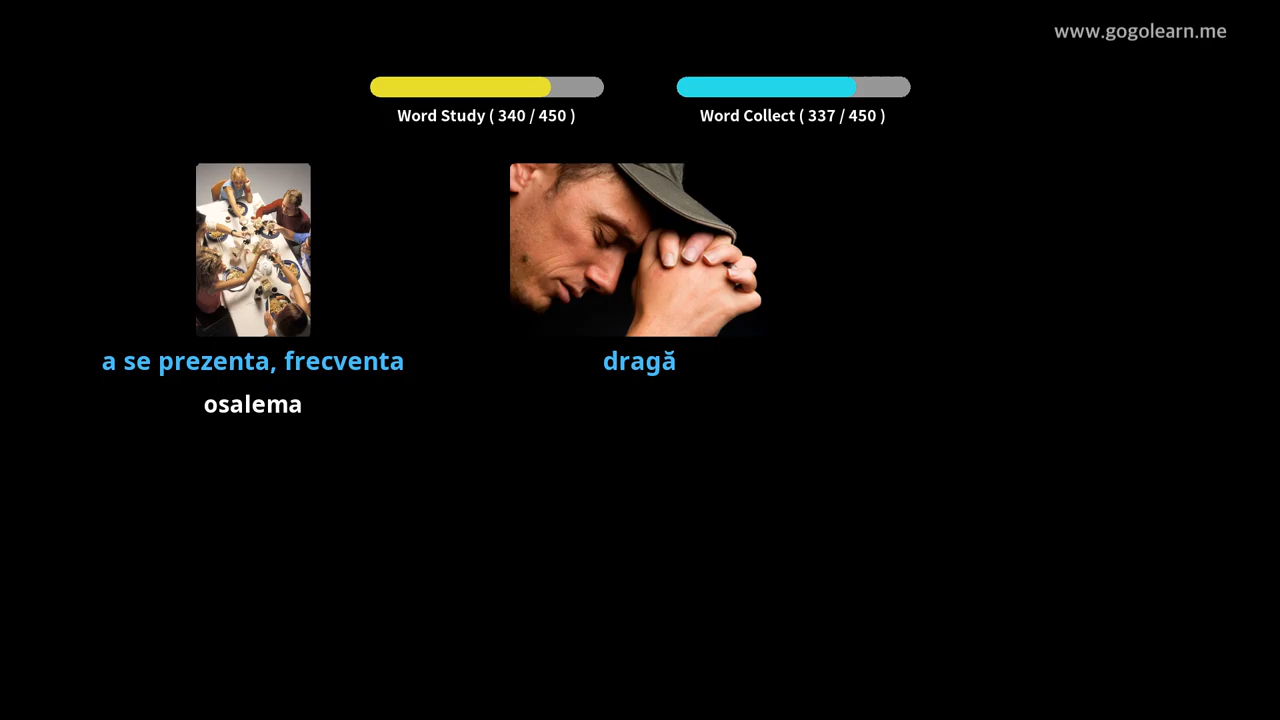 www.gogolearn.me
Word Study ( 340 / 450 )
Word Collect ( 337 / 450 )
a se prezenta, frecventa
dragă
osalema